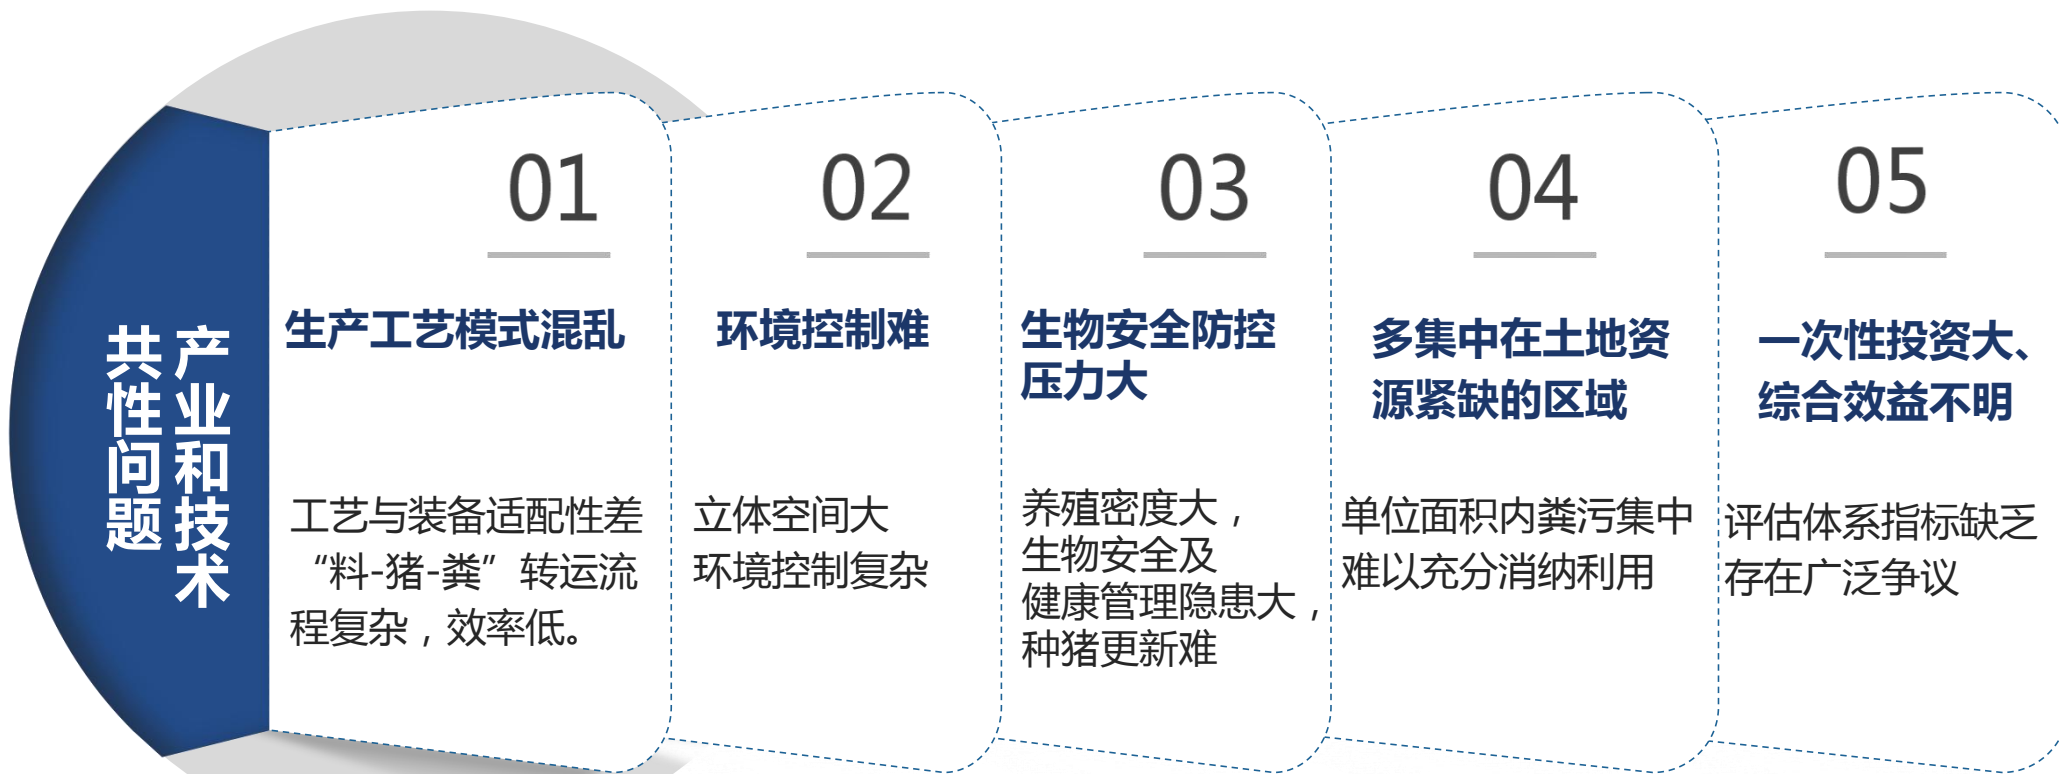 产业和技术
共性问题
01
生产工艺模式混乱
工艺与装备适配性差
“料-猪-粪”转运流
程复杂，效率低。
02
环境控制难
立体空间大
环境控制复杂
03
生物安全防控
压力大
养殖密度大，
生物安全及
健康管理隐患大，
种猪更新难
04
多集中在土地资
源紧缺的区域
单位面积内粪污集中
难以充分消纳利用
05
一次性投资大、
综合效益不明
评估体系指标缺乏
存在广泛争议